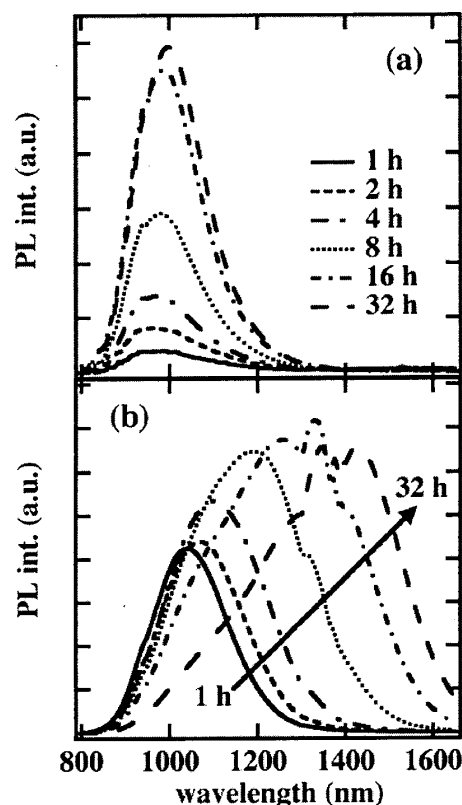 (a)
PL int. (a.u.)
1 h
2 h
4 h
8 h
16 h
32 h
(b)
PL int. (a.u.)
32 h
1 h
800 1000 1200 1400 1600
wavelength (nm)